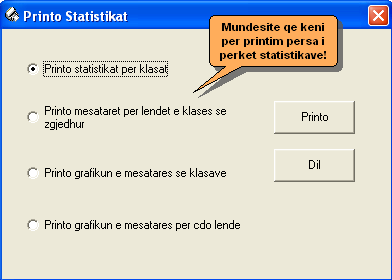 Printo Statistikat
Mundesite qe keni
per printim persa i
perket statistikave!
Printo statistikat per klasat
Printo mesataret per lendet e klases se
zgjedhur
Printo
Dil
Printo grafikun e mesatares se klasave
Printo grafikun e mesatares per cdo lende